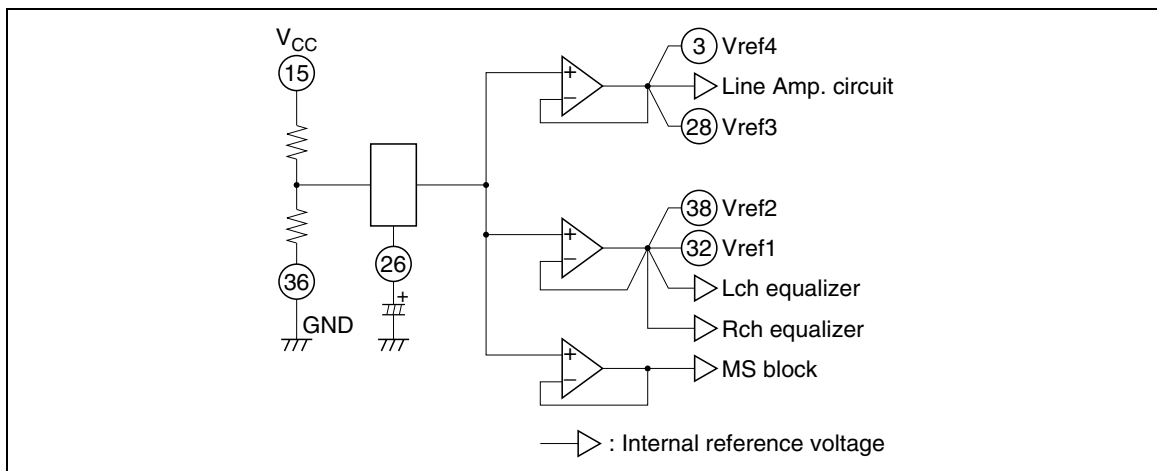 VCC
15
36
GND
26
+
+
−
3 Vref4
Line Amp. circuit
28 Vref3
+
−
38 Vref2
32 Vref1
Lch equalizer
Rch equalizer
+
−
MS block
: Internal reference voltage